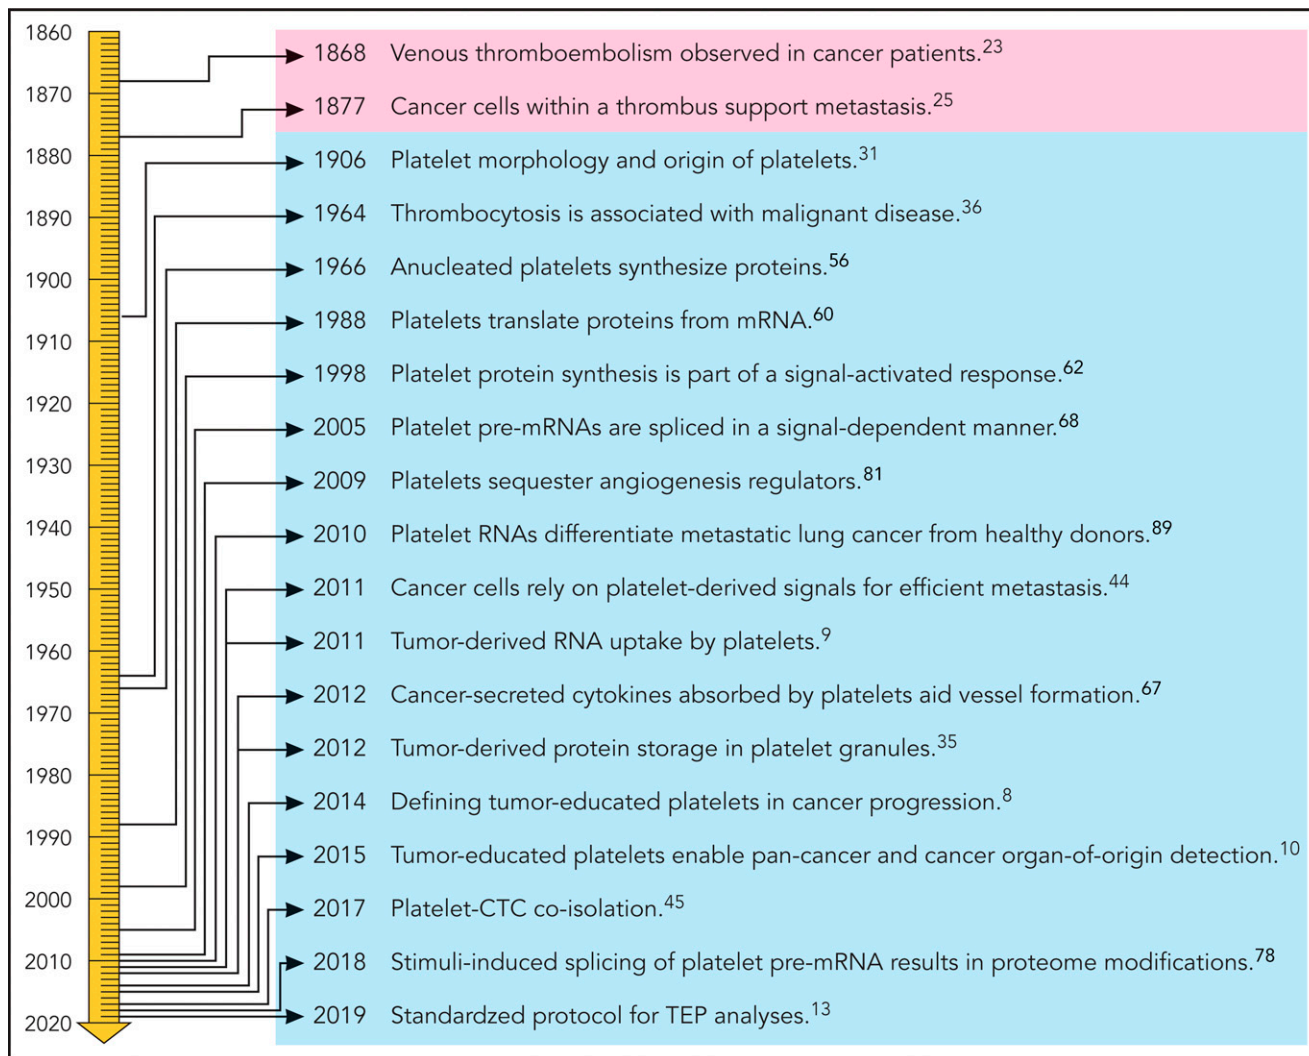 1860
1870
1880
1890
1900
1910
1920
1930
1940
1950
1960
1970
1980
1990
2000
2010
2020
1868 Venous thromboembolism observed in cancer patients.23
1877 Cancer cells within a thrombus support metastasis.25
1906 Platelet morphology and origin of platelets.31
1964 Thrombocytosis is associated with malignant disease.36
1966 Anucleated platelets synthesize proteins.56
1988 Platelets translate proteins from mRNA.60
1998 Platelet protein synthesis is part of a signal-activated response.62
2005 Platelet pre-mRNAs are spliced in a signal-dependent manner.68
2009 Platelets sequester angiogenesis regulators.81
2010 Platelet RNAs differentiate metastatic lung cancer from healthy donors.89
2011 Cancer cells rely on platelet-derived signals for efficient metastasis.44
2011 Tumor-derived RNA uptake by platelets.9
2012 Cancer-secreted cytokines absorbed by platelets aid vessel formation.67
2012 Tumor-derived protein storage in platelet granules.35
2014 Defining tumor-educated platelets in cancer progression.8
2015 Tumor-educated platelets enable pan-cancer and cancer organ-of-origin detection.10
2017 Platelet-CTC co-isolation.45
2018 Stimuli-induced splicing of platelet pre-mRNA results in proteome modifications.78
2019 Standardzed protocol for TEP analyses.13